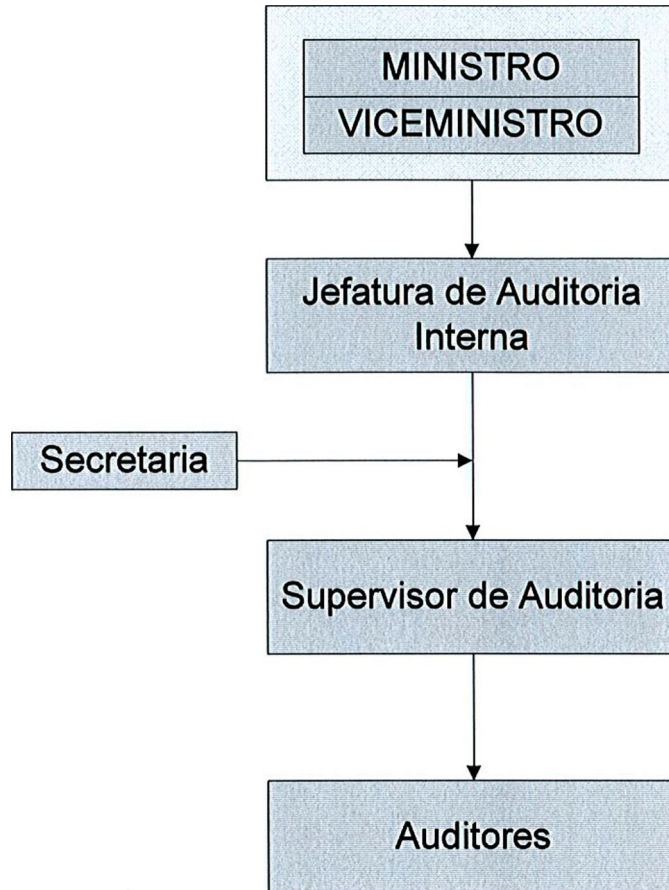 MINISTRO
VICEMINISTRO
Jefatura de Auditoria
Interna
Secretaria
Supervisor de Auditoria
Auditores